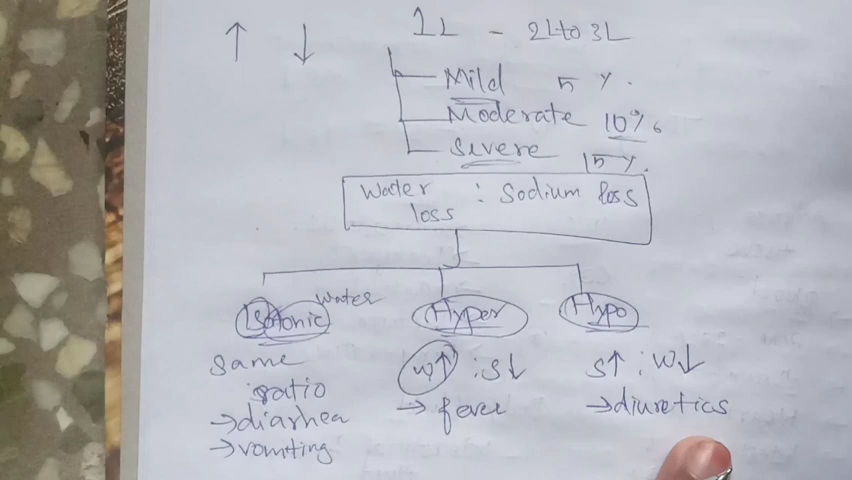 ↑ ↓ 1L - 2L to 3L
Mild 5 %.
Moderate 10%
Severe 15 %.
Water : Sodium loss
loss
Isotonic water Hyper Hypo
same w↑ : s↓ s↑ : w↓
ratio → fever → diuretics
→ diarhea
→ vomiting